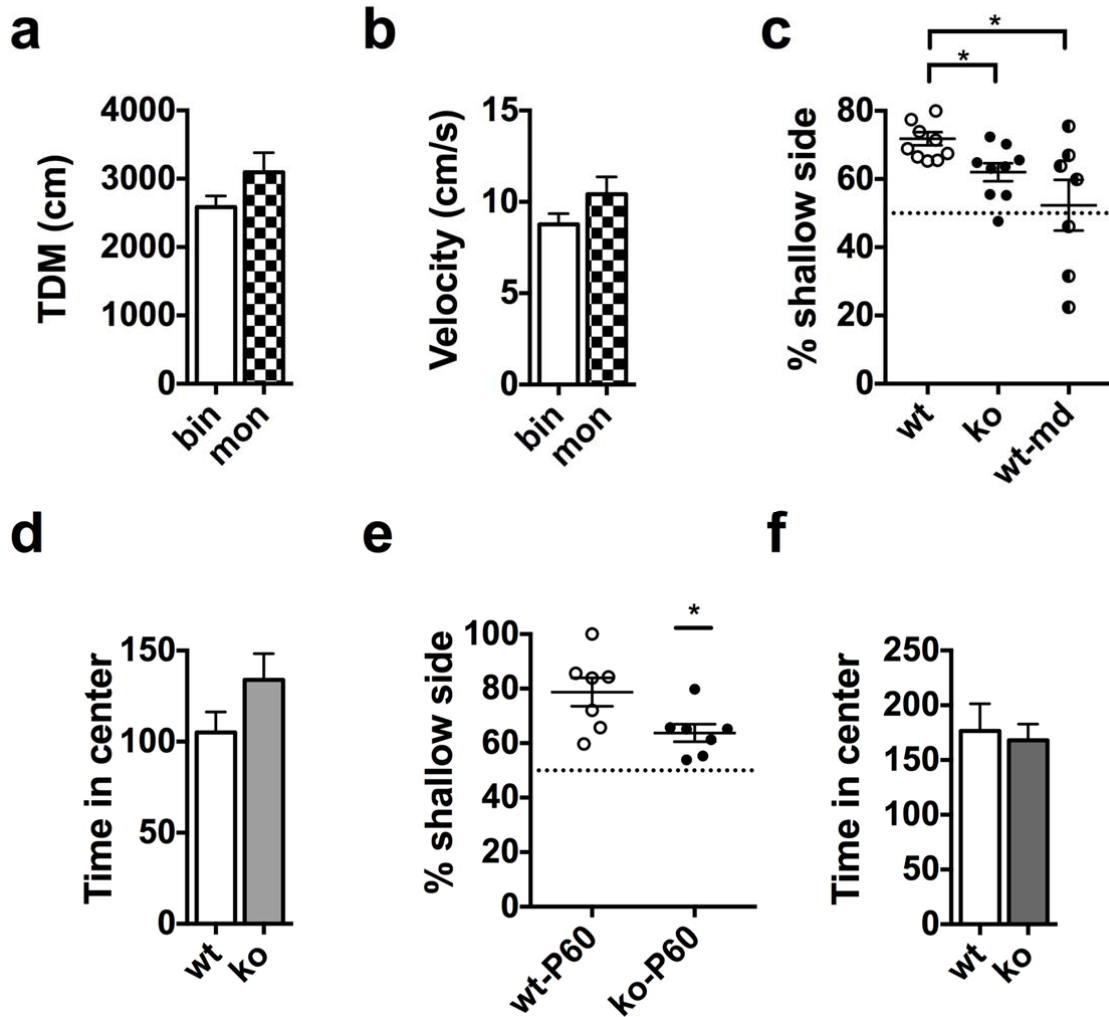 a
TDM (cm)
4000
3000
2000
1000
0
bin
mon
b
Velocity (cm/s)
15
10
5
0
bin
mon
c
*
*
% shallow side
80
60
40
20
0
wt
ko
wt-md
d
Time in center
150
100
50
0
wt
ko
e
*
% shallow side
100
80
60
40
20
0
wt-P60
ko-P60
f
Time in center
250
200
150
100
50
0
wt
ko